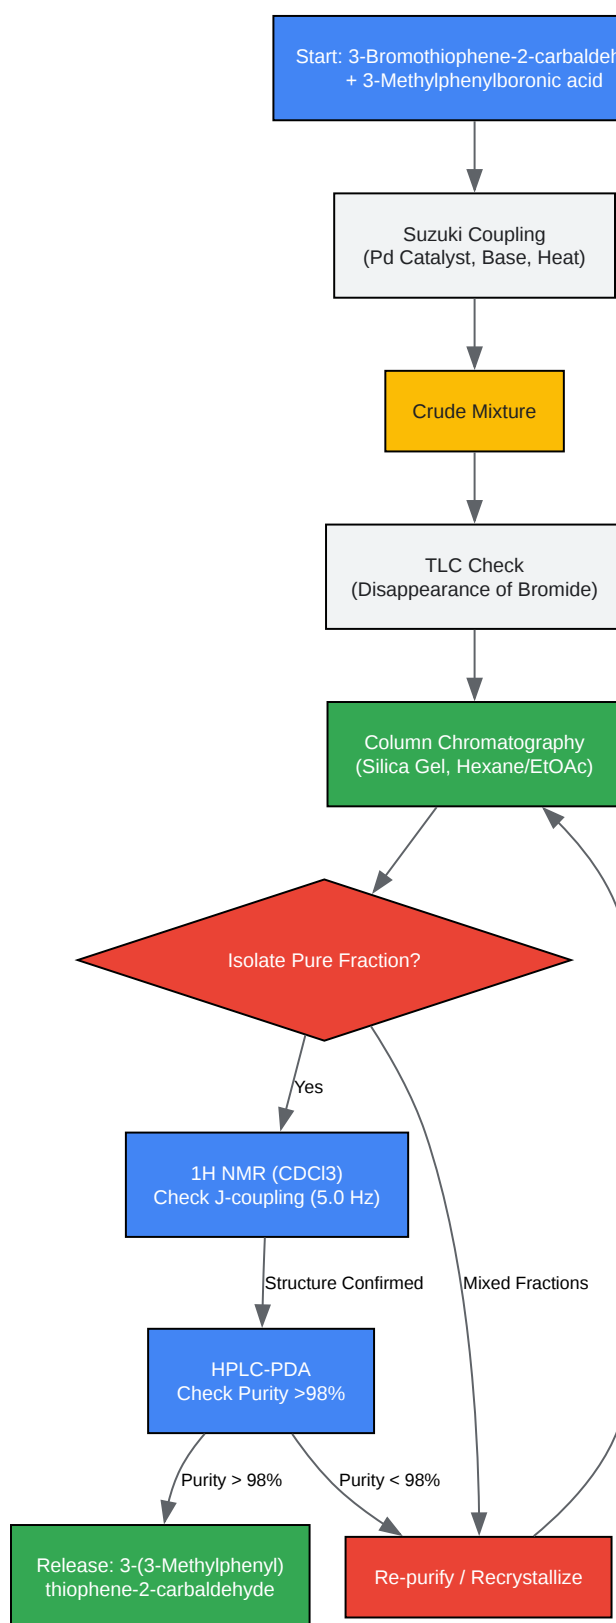 Start: 3-Bromothiophene-2-carbaldeh
+ 3-Methylphenylboronic acid
Suzuki Coupling
(Pd Catalyst, Base, Heat)
Crude Mixture
TLC Check
(Disappearance of Bromide)
Column Chromatography
(Silica Gel, Hexane/EtOAc)
Isolate Pure Fraction?
Yes
1H NMR (CDCl3)
Check J-coupling (5.0 Hz)
Structure Confirmed
Mixed Fractions
HPLC-PDA
Check Purity >98%
Purity > 98%
Purity < 98%
Release: 3-(3-Methylphenyl)
thiophene-2-carbaldehyde
Re-purify / Recrystallize